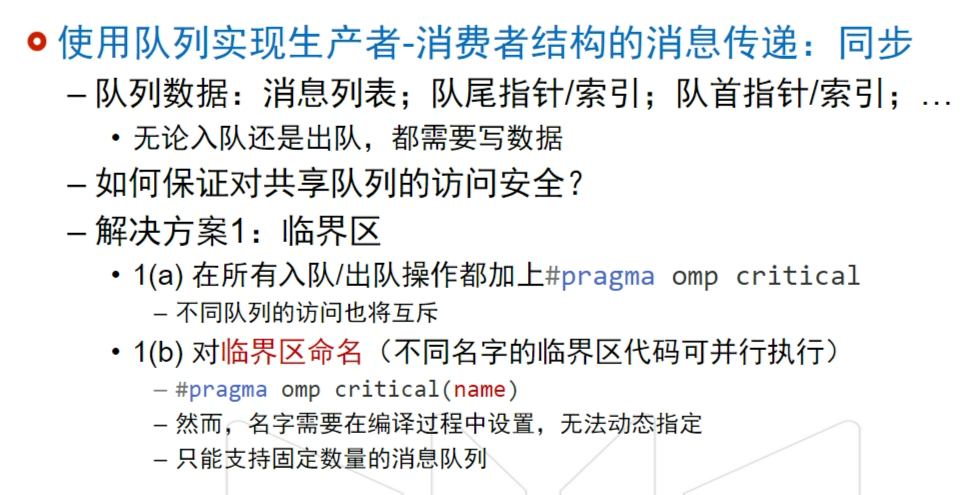 使用队列实现生产者-消费者结构的消息传递：同步
– 队列数据：消息列表；队尾指针/索引；队首指针/索引；…
• 无论入队还是出队，都需要写数据
– 如何保证对共享队列的访问安全？
– 解决方案1：临界区
• 1(a) 在所有入队/出队操作都加上#pragma omp critical
– 不同队列的访问也将互斥
• 1(b) 对临界区命名（不同名字的临界区代码可并行执行）
– #pragma omp critical(name)
– 然而，名字需要在编译过程中设置，无法动态指定
– 只能支持固定数量的消息队列